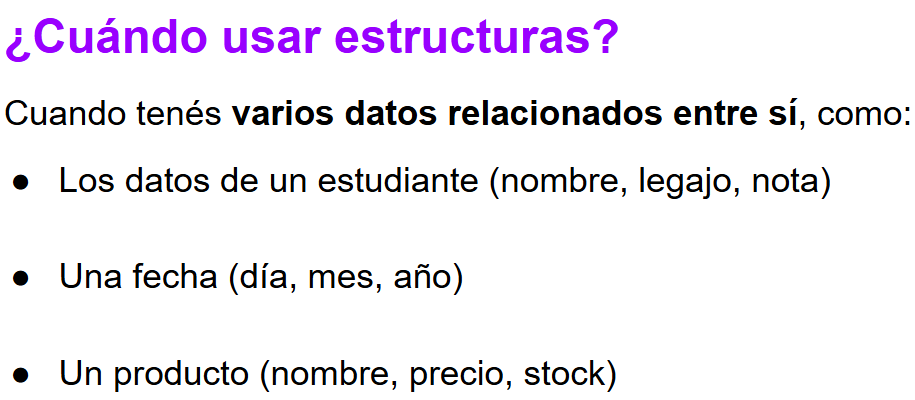 ¿Cuándo usar estructuras?
Cuando tenés varios datos relacionados entre sí, como:
● Los datos de un estudiante (nombre, legajo, nota)
● Una fecha (día, mes, año)
● Un producto (nombre, precio, stock)